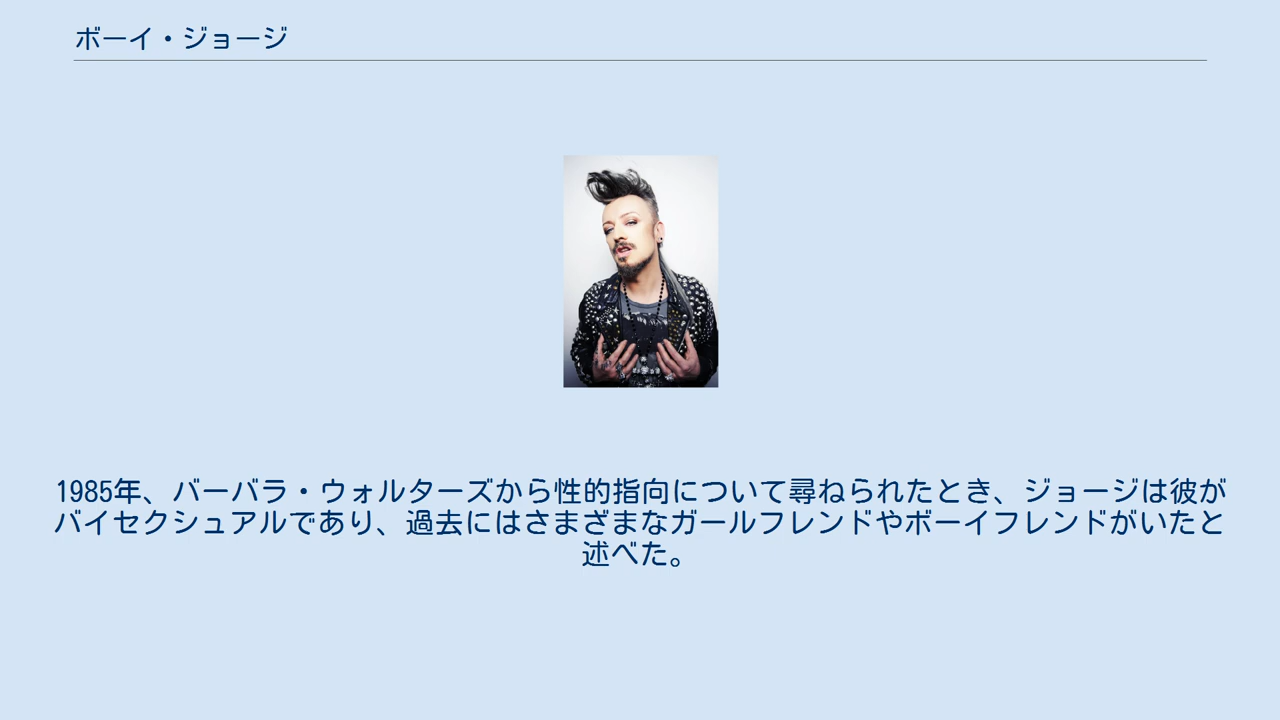 ボーイ・ジョージ
1985年、バーバラ・ウォルターズから性的指向について尋ねられたとき、ジョージは彼が
バイセクシュアルであり、過去にはさまざまなガールフレンドやボーイフレンドがいたと
述べた。